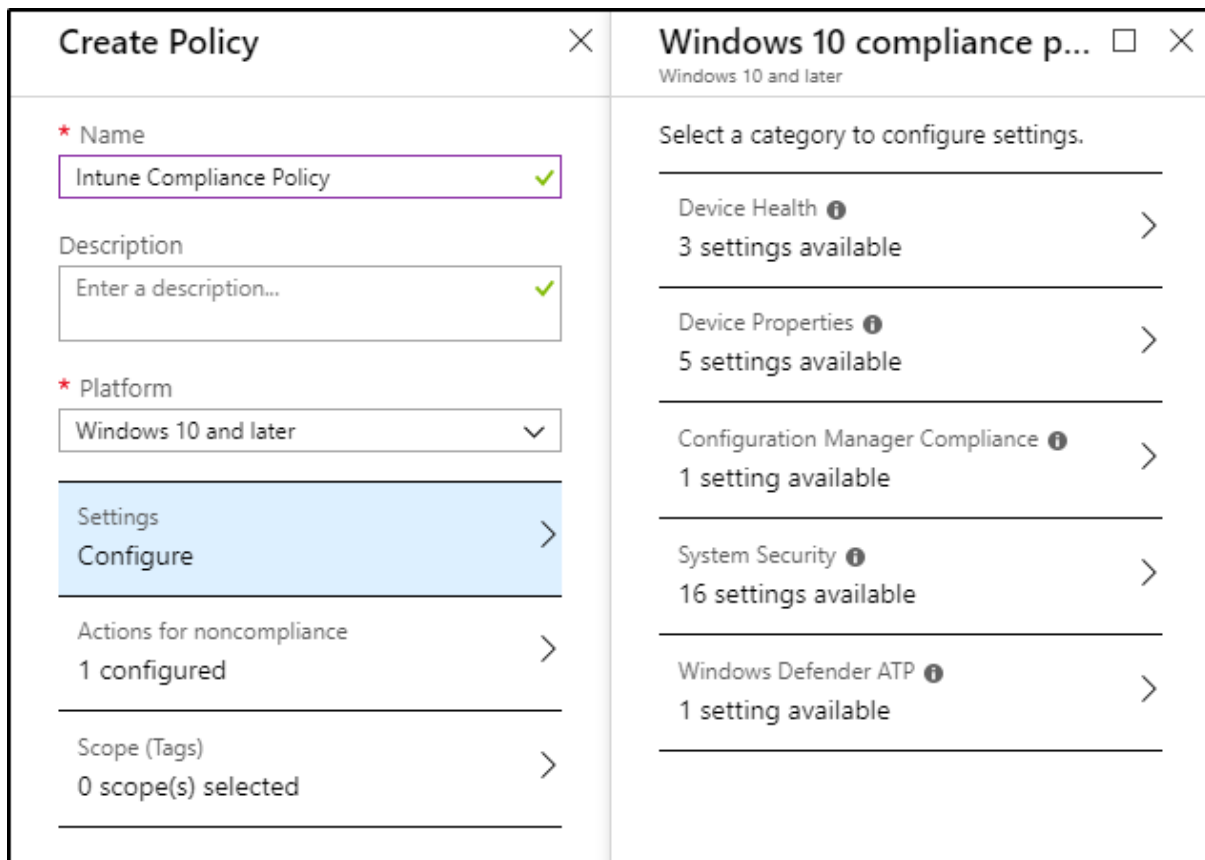 Create Policy
* Name
Intune Compliance Policy
Description
Enter a description...
* Platform
Windows 10 and later
Settings
Configure
Actions for noncompliance
1 configured
Scope (Tags)
0 scope(s) selected
Windows 10 compliance p...
Windows 10 and later
Select a category to configure settings.
Device Health
3 settings available
Device Properties
5 settings available
Configuration Manager Compliance
1 setting available
System Security
16 settings available
Windows Defender ATP
1 setting available